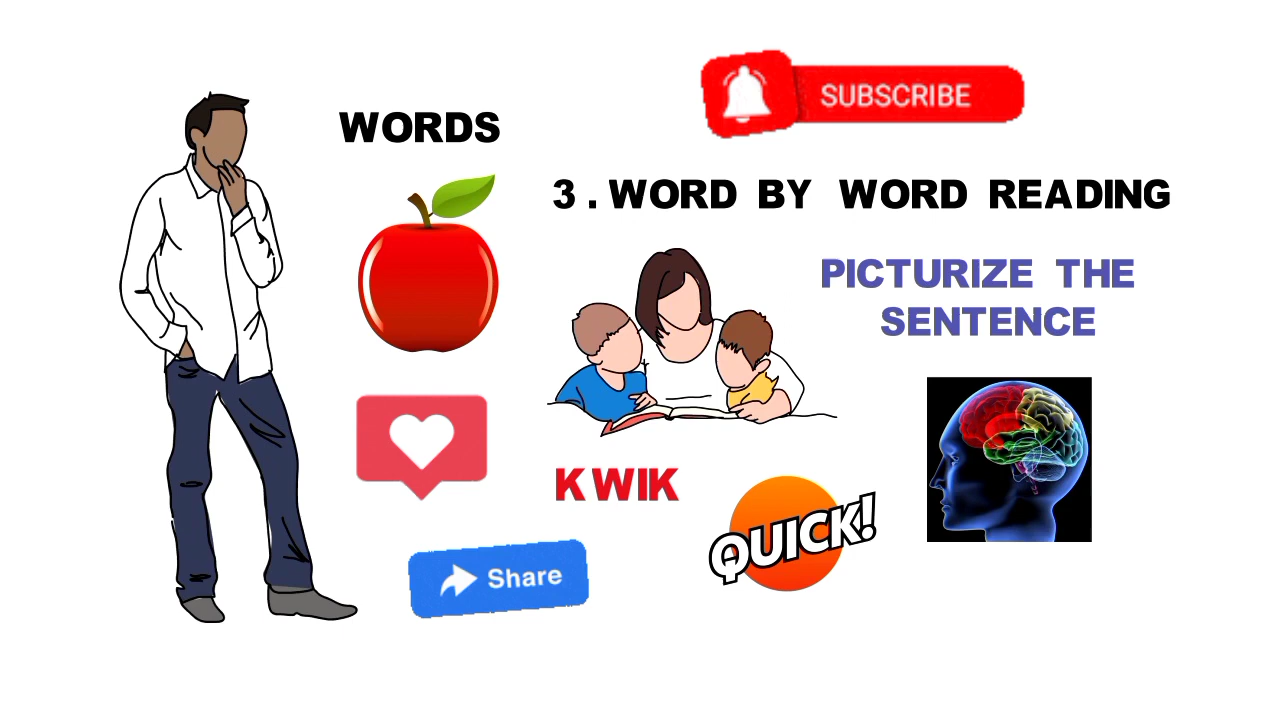 SUBSCRIBE
WORDS
3 . WORD BY WORD READING
PICTURIZE THE
SENTENCE
KWIK
QUICK!
Share